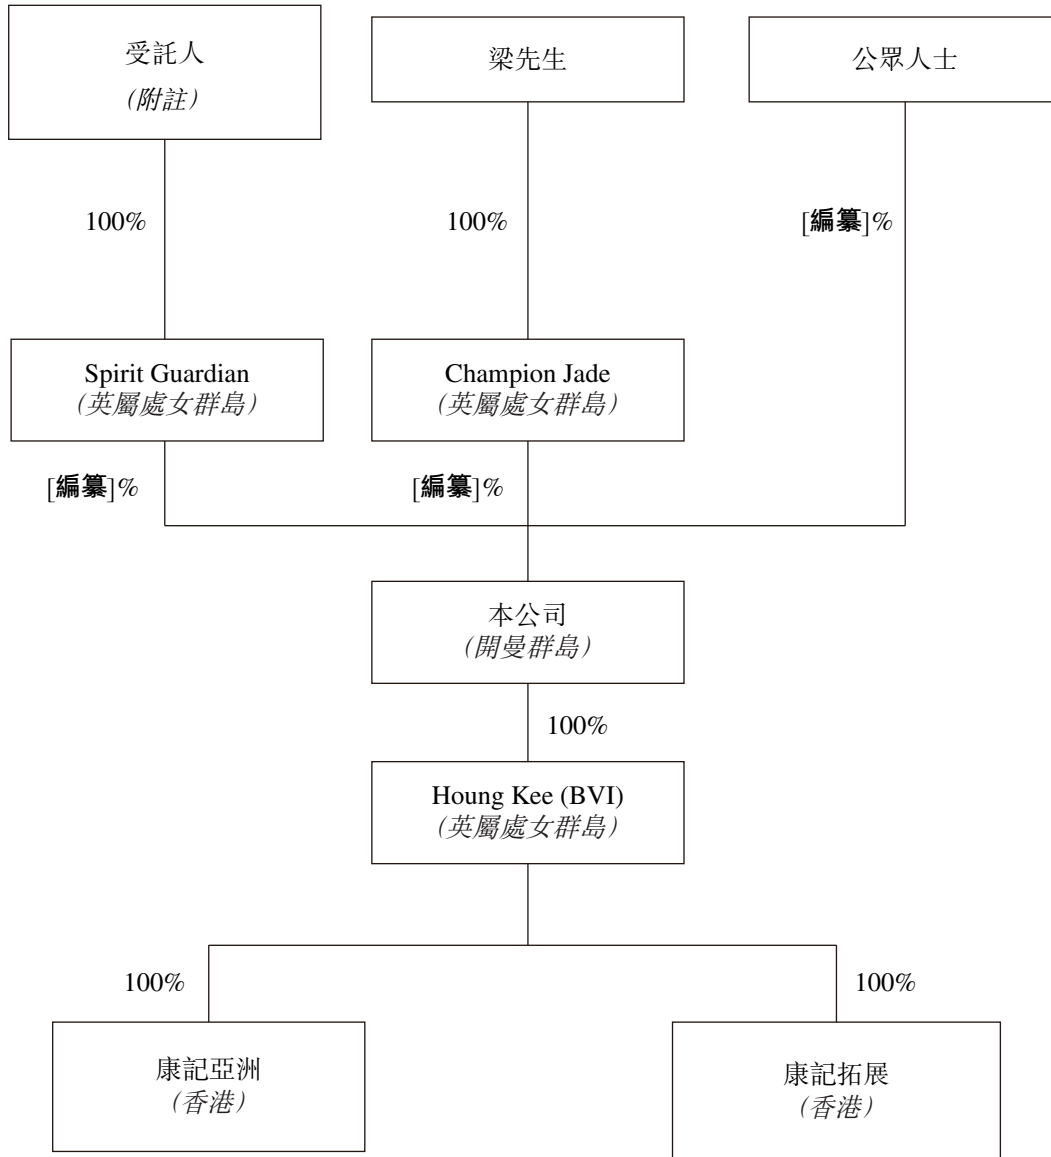 受託人
(附註)
梁先生
公眾人士
100%
100%
[編纂]%
Spirit Guardian
(英屬處女群島)
Champion Jade
(英屬處女群島)
[編纂]%
[編纂]%
本公司
(開曼群島)
100%
Houng Kee (BVI)
(英屬處女群島)
100%
100%
康記亞洲
(香港)
康記拓展
(香港)